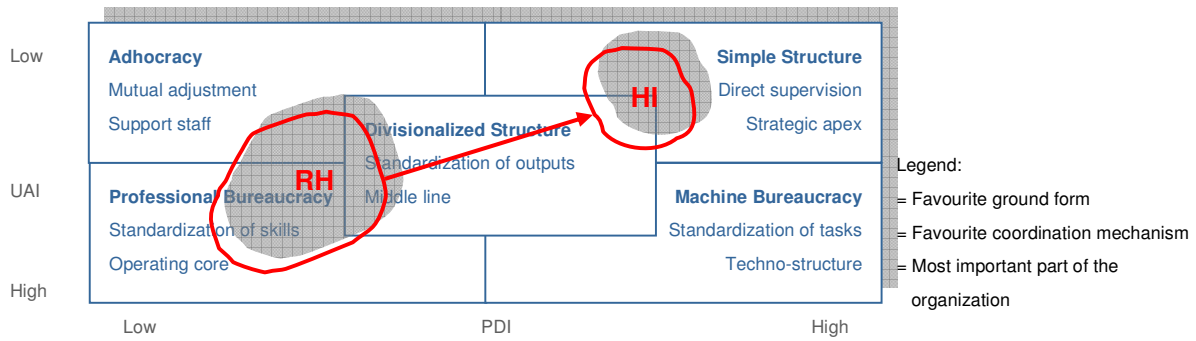 Low
Adhocracy
Mutual adjustment
Support staff
Simple Structure
Direct supervision
Strategic apex
HI
Divisionalized Structure
Standardization of outputs
Middle line
RH
UAI
Professional Bureaucracy
Standardization of skills
Operating core
Machine Bureaucracy
Standardization of tasks
Techno-structure
High
Low
PDI
High
Legend:
= Favourite ground form
= Favourite coordination mechanism
= Most important part of the
organization